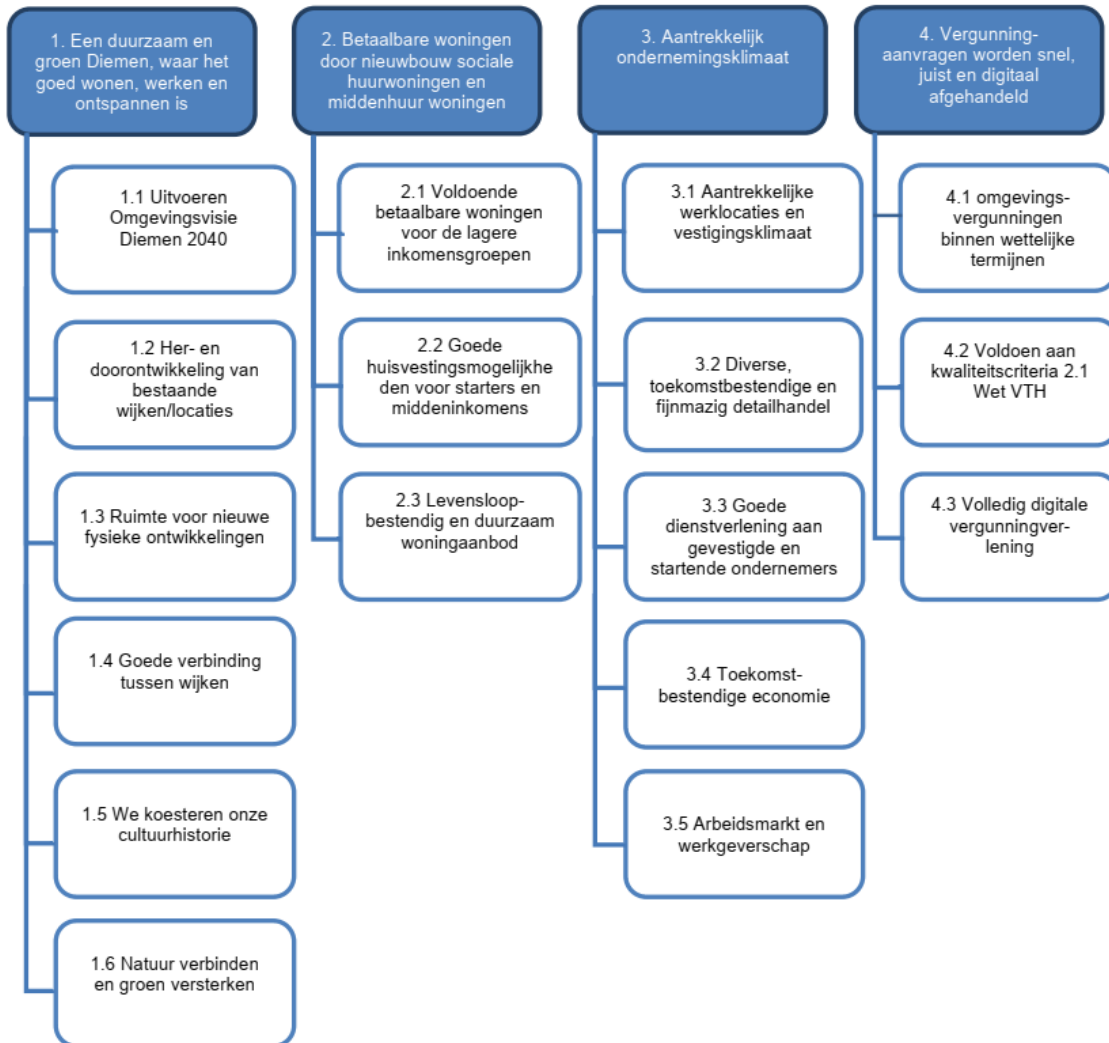 1. Een duurzaam en
groen Diemen, waar het
goed wonen, werken en
ontspannen is
1.1 Uitvoeren
Omgevingsvisie
Diemen 2040
1.2 Her- en
doorontwikkeling van
bestaande
wijken/locaties
1.3 Ruimte voor nieuwe
fysieke ontwikkelingen
1.4 Goede verbinding
tussen wijken
1.5 We koesteren onze
cultuurhistorie
1.6 Natuur verbinden
en groen versterken
2. Betaalbare woningen
door nieuwbouw sociale
huurwoningen en
middenhuur woningen
2.1 Voldoende
betaalbare woningen
voor de lagere
inkomensgroepen
2.2 Goede
huisvestingsmogelijkhe
den voor starters en
middeninkomens
2.3 Levensloop-
bestendig en duurzaam
woningaanbod
3. Aantrekkelijk
ondernemingsklimaat
3.1 Aantrekkelijke
werklocaties en
vestigingsklimaat
3.2 Diverse,
toekomstbestendige en
fijnmazig detailhandel
3.3 Goede
dienstverlening aan
gevestigde en
startende ondernemers
3.4 Toekomst-
bestendige economie
3.5 Arbeidsmarkt en
werkgeverschap
4. Vergunning-
aanvragen worden snel,
juist en digitaal
afgehandeld
4.1 omgevings-
vergunningen
binnen wettelijke
termijnen
4.2 Voldoen aan
kwaliteitscriteria 2.1
Wet VTH
4.3 Volledig digitale
vergunningver-
lening